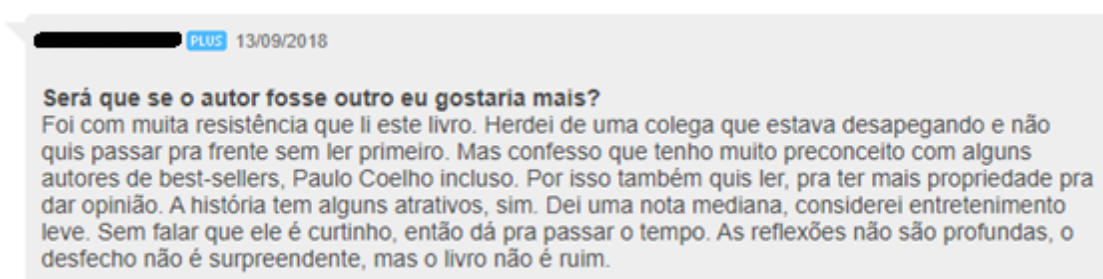 PLUS 13/09/2018
Será que se o autor fosse outro eu gostaria mais?
Foi com muita resistência que li este livro. Herdei de uma colega que estava desapegando e não
quis passar pra frente sem ler primeiro. Mas confesso que tenho muito preconceito com alguns
autores de best-sellers, Paulo Coelho incluso. Por isso também quis ler, pra ter mais propriedade pra
dar opinião. A história tem alguns atrativos, sim. Dei uma nota mediana, considerei entretenimento
leve. Sem falar que ele é curtinho, então dá pra passar o tempo. As reflexões não são profundas, o
desfecho não é surpreendente, mas o livro não é ruim.